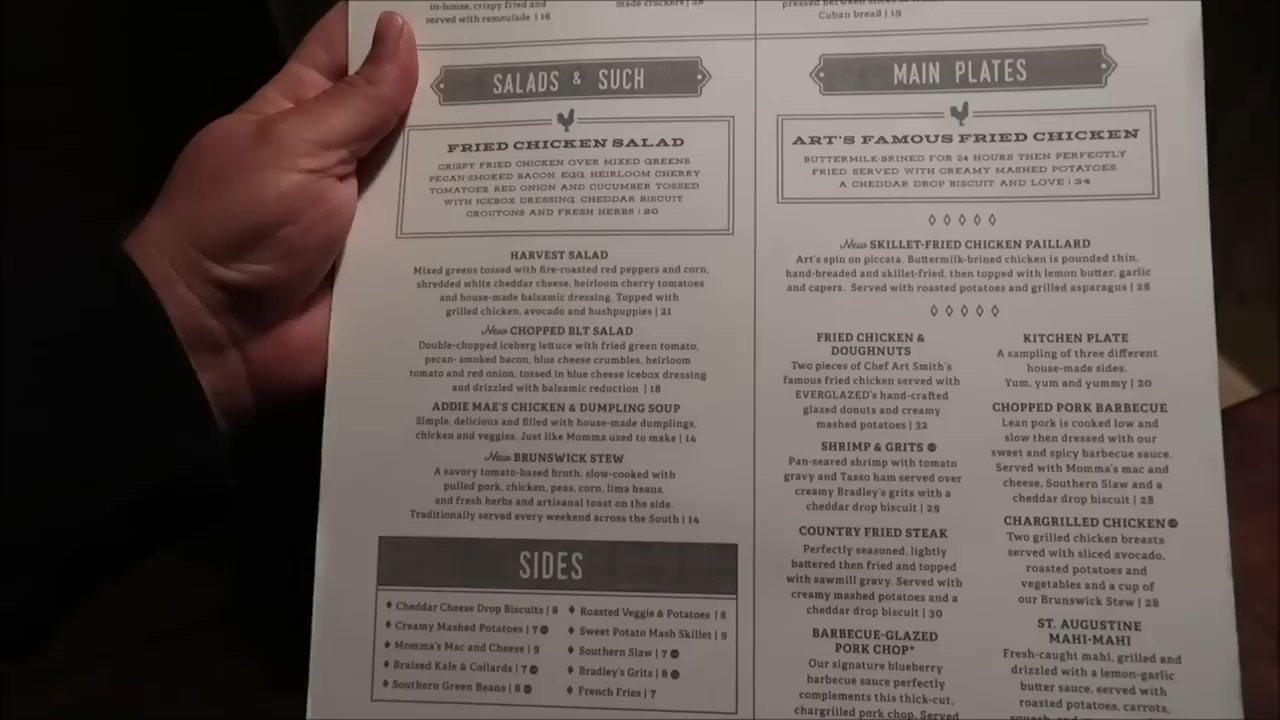 in-house, crispy fried and
served with remoulade | 16
made crackers |
pressed between slices of
Cuban bread | 19
SALADS & SUCH
FRIED CHICKEN SALAD
CRISPY FRIED CHICKEN OVER MIXED GREENS
PECAN-SMOKED BACON, EGG, HEIRLOOM CHERRY
TOMATOES, RED ONION AND CUCUMBER TOSSED
WITH ICEBOX DRESSING, CHEDDAR BISCUIT
CROUTONS AND FRESH HERBS | 20
HARVEST SALAD
Mixed greens tossed with fire-roasted red peppers and corn,
shredded white cheddar cheese, heirloom cherry tomatoes
and house-made balsamic dressing. Topped with
grilled chicken, avocado and hushpuppies | 21
New CHOPPED BLT SALAD
Double-chopped iceberg lettuce with fried green tomato,
pecan- smoked bacon, blue cheese crumbles, heirloom
tomato and red onion, tossed in blue cheese icebox dressing
and drizzled with balsamic reduction | 18
ADDIE MAE'S CHICKEN & DUMPLING SOUP
Simple, delicious and filled with house-made dumplings,
chicken and veggies. Just like Momma used to make | 14
New BRUNSWICK STEW
A savory tomato-based broth, slow-cooked with
pulled pork, chicken, peas, corn, lima beans,
and fresh herbs and artisanal toast on the side.
Traditionally served every weekend across the South | 14
SIDES
Cheddar Cheese Drop Biscuits | 8
Creamy Mashed Potatoes | 7
Momma's Mac and Cheese | 9
Braised Kale & Collards | 7
Southern Green Beans | 8
Roasted Veggie & Potatoes | 8
Sweet Potato Mash Skillet | 9
Southern Slaw | 7
Bradley's Grits | 8
French Fries | 7
MAIN PLATES
ART'S FAMOUS FRIED CHICKEN
BUTTERMILK-BRINED FOR 24 HOURS THEN PERFECTLY
FRIED SERVED WITH CREAMY MASHED POTATOES,
A CHEDDAR DROP BISCUIT AND LOVE | 34
New SKILLET-FRIED CHICKEN PAILLARD
Art's spin on piccata. Buttermilk-brined chicken is pounded thin,
hand-breaded and skillet-fried, then topped with lemon butter, garlic
and capers. Served with roasted potatoes and grilled asparagus | 28
FRIED CHICKEN &
DOUGHNUTS
Two pieces of Chef Art Smith's
famous fried chicken served with
EVERGLAZED's hand-crafted
glazed donuts and creamy
mashed potatoes | 32
SHRIMP & GRITS
Pan-seared shrimp with tomato
gravy and Tasso ham served over
creamy Bradley's grits with a
cheddar drop biscuit | 29
COUNTRY FRIED STEAK
Perfectly seasoned, lightly
battered then fried and topped
with sawmill gravy. Served with
creamy mashed potatoes and a
cheddar drop biscuit | 30
BARBECUE-GLAZED
PORK CHOP*
Our signature blueberry
barbecue sauce perfectly
complements this thick-cut,
chargrilled pork chop. Served
KITCHEN PLATE
A sampling of three different
house-made sides.
Yum, yum and yummy | 20
CHOPPED PORK BARBECUE
Lean pork is cooked low and
slow then dressed with our
sweet and spicy barbecue sauce.
Served with Momma's mac and
cheese, Southern Slaw and a
cheddar drop biscuit | 28
CHARGRILLED CHICKEN
Two grilled chicken breasts
served with sliced avocado,
roasted potatoes and
vegetables and a cup of
our Brunswick Stew | 28
ST. AUGUSTINE
MAHI-MAHI
Fresh-caught mahi, grilled and
drizzled with a lemon-garlic
butter sauce, served with
roasted potatoes, carrots,